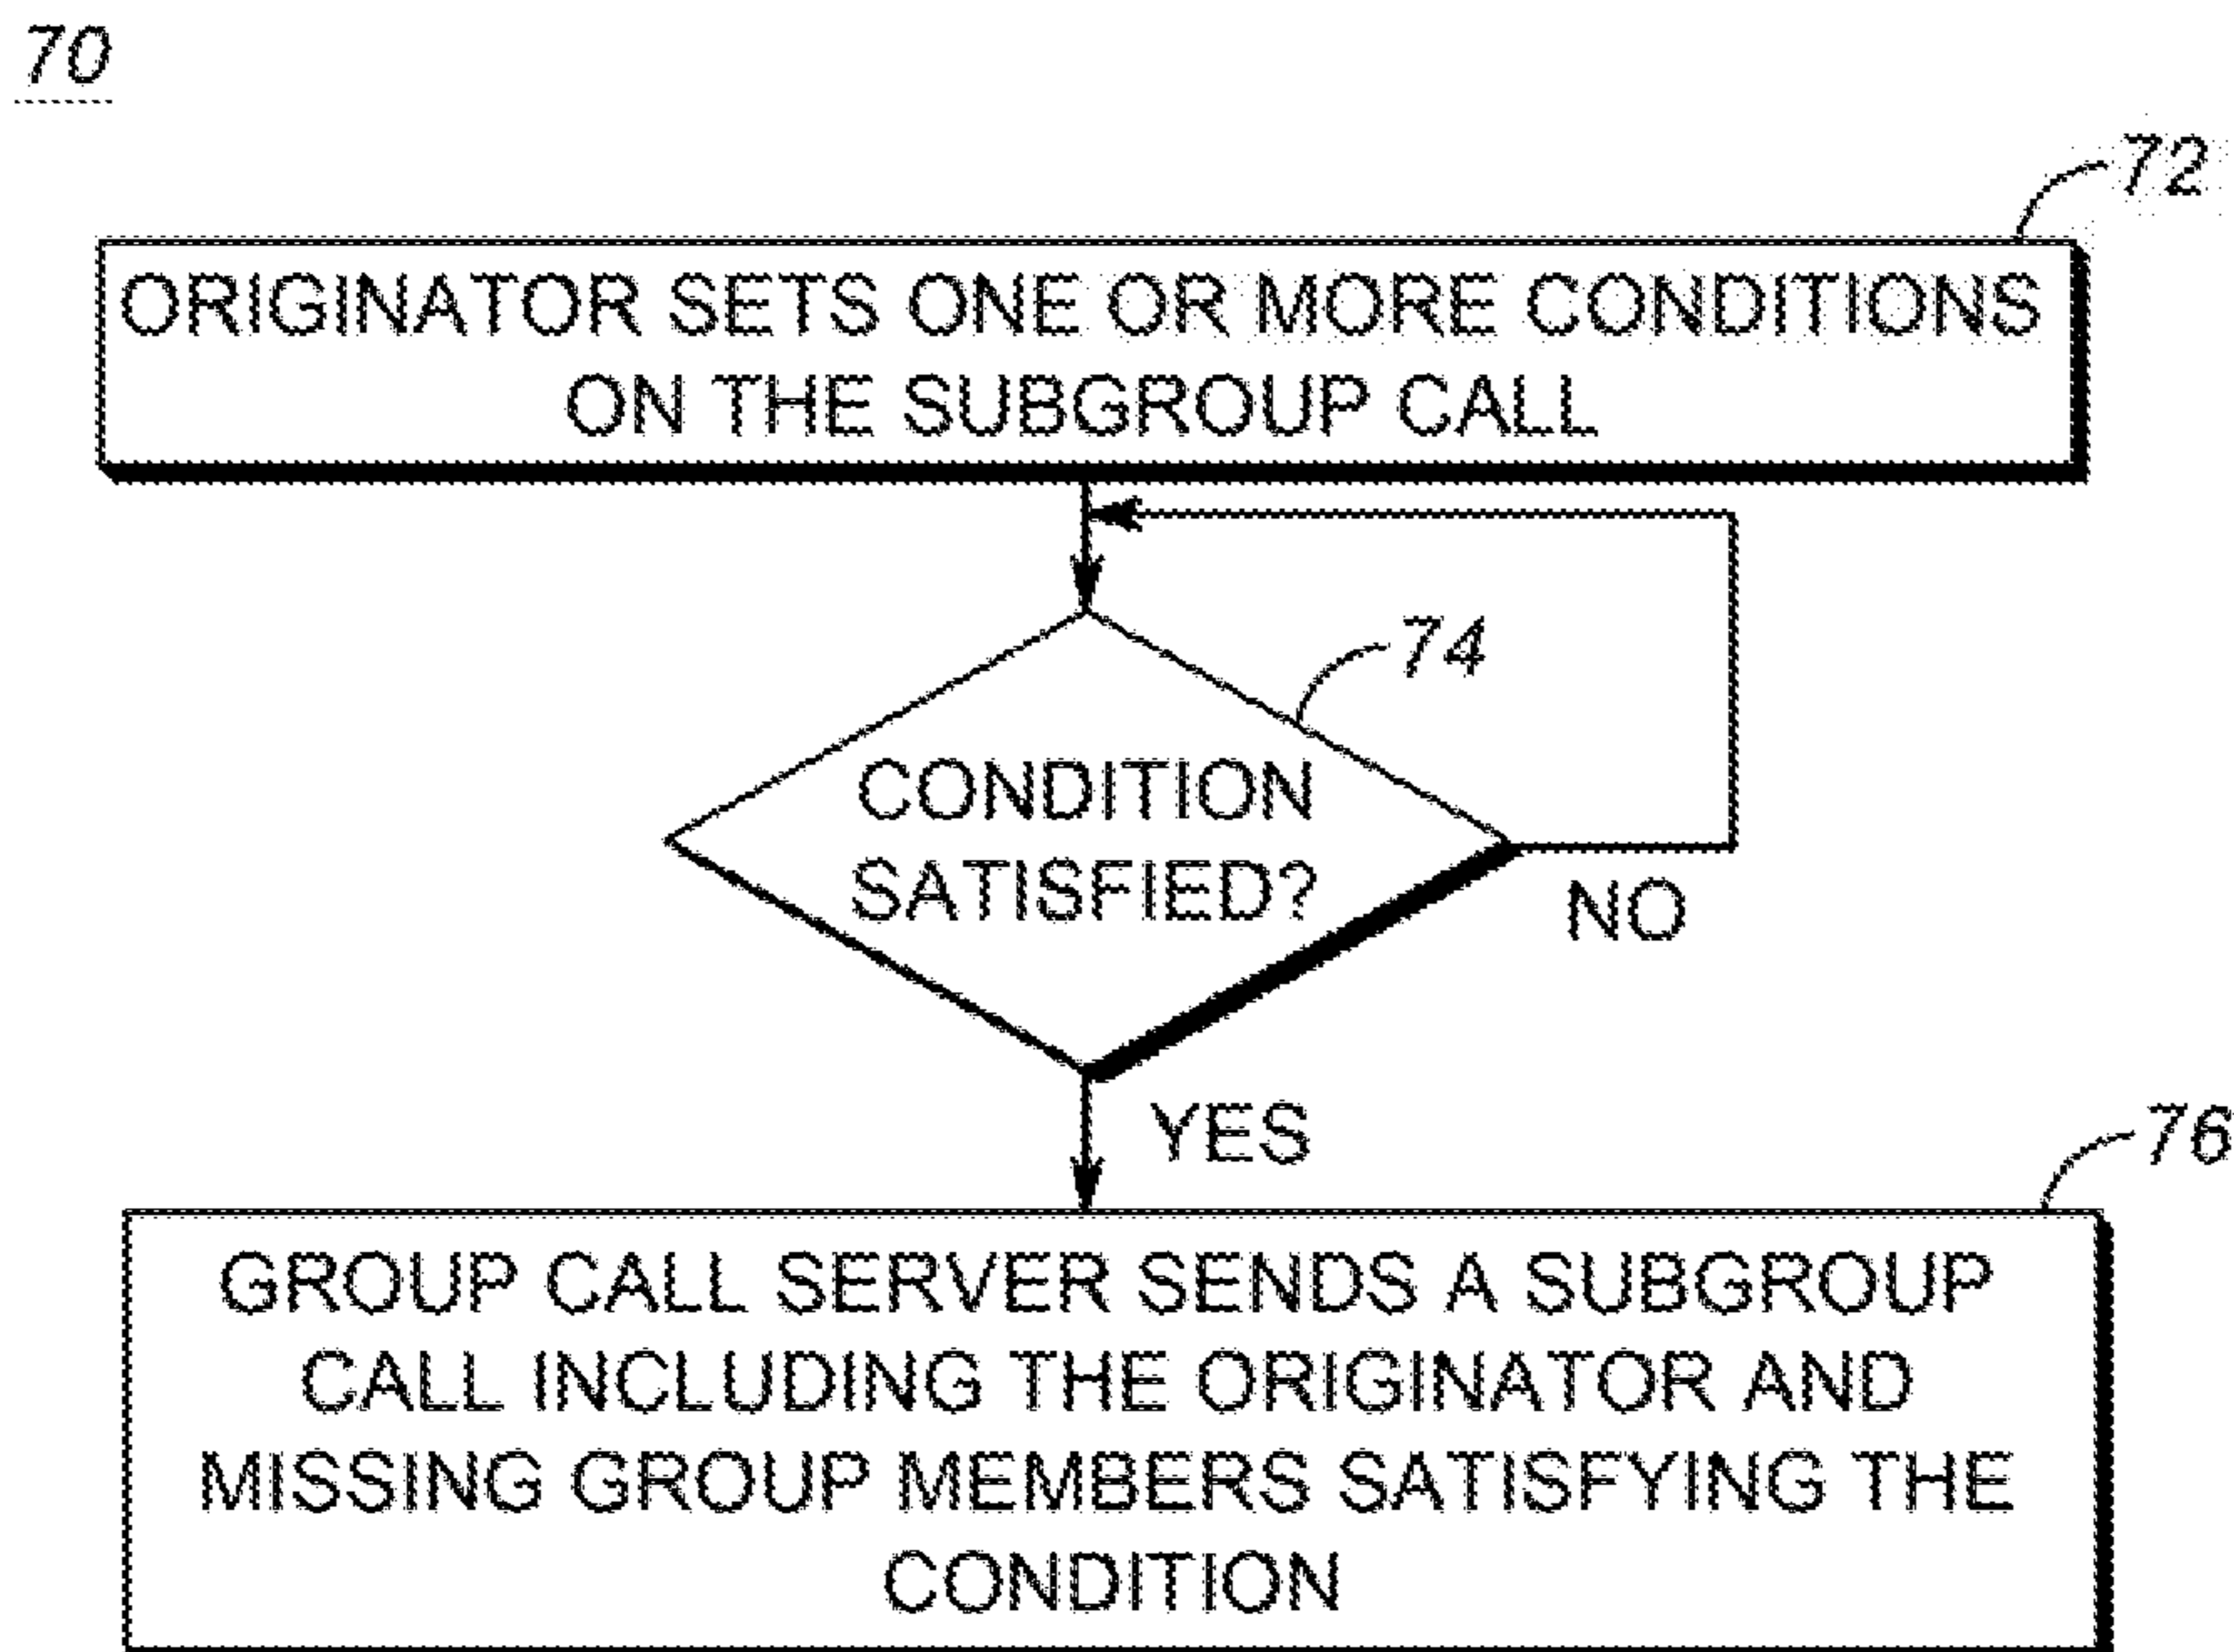 70
72
ORIGINATOR SETS ONE OR MORE CONDITIONS
ON THE SUBGROUP CALL
74
CONDITION
SATISFIED?
NO
YES
76
GROUP CALL SERVER SENDS A SUBGROUP
CALL INCLUDING THE ORIGINATOR AND
MISSING GROUP MEMBERS SATISFYING THE
CONDITION